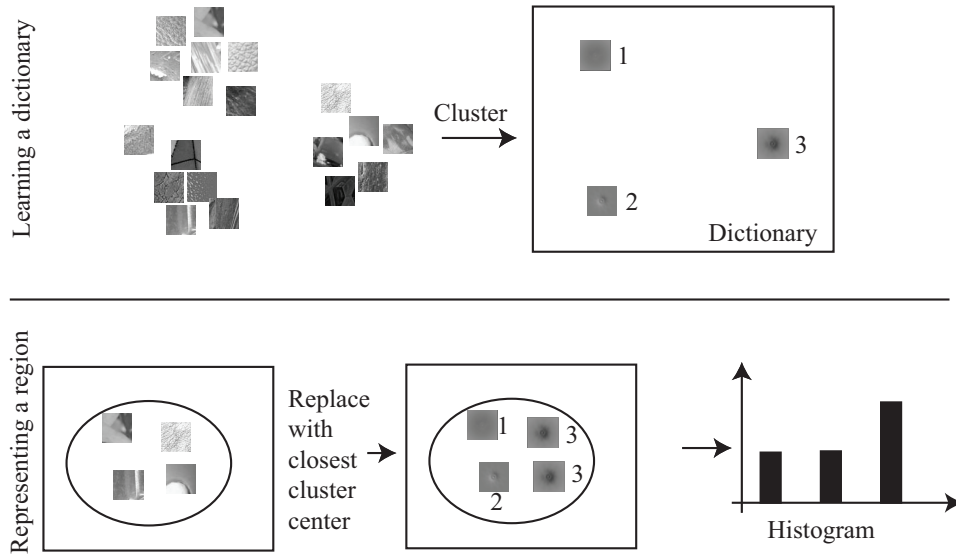 Learning a dictionary
Cluster
1
3
2
Dictionary
Representing a region
Replace
with
closest
cluster
center
1
3
2
3
Histogram